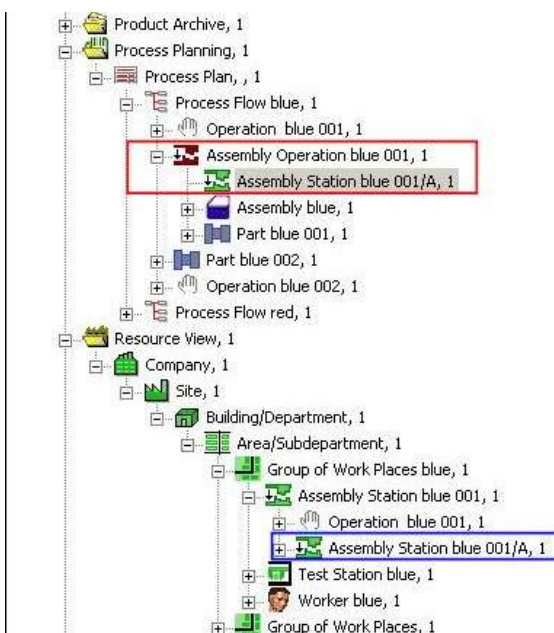 Product Archive, 1
Process Planning, 1
Process Plan, , 1
Process Flow blue, 1
Operation blue 001, 1
Assembly Operation blue 001, 1
Assembly Station blue 001/A, 1
Assembly blue, 1
Part blue 001, 1
Part blue 002, 1
Operation blue 002, 1
Process Flow red, 1
Resource View, 1
Company, 1
Site, 1
Building/Department, 1
Area/Subdepartment, 1
Group of Work Places blue, 1
Assembly Station blue 001, 1
Operation blue 001, 1
Assembly Station blue 001/A, 1
Test Station blue, 1
Worker blue, 1
Group of Work Places, 1